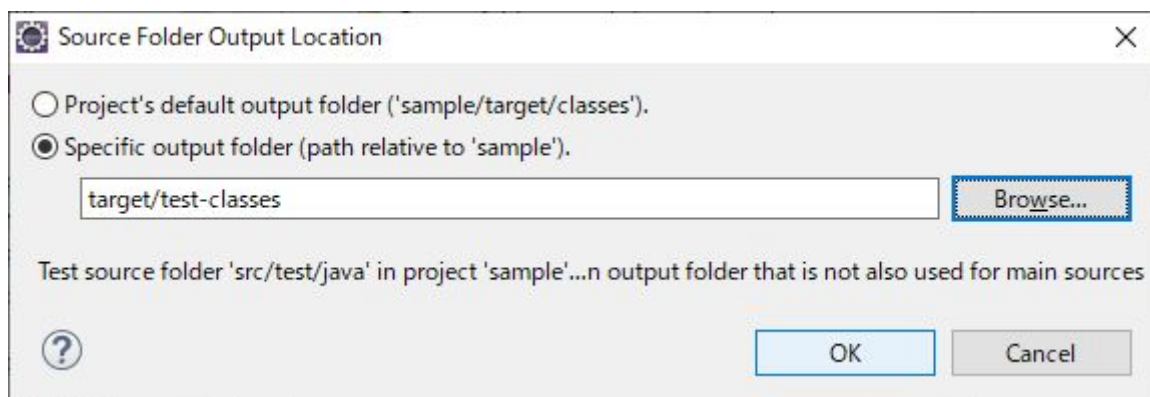 Source Folder Output Location
Project's default output folder ('sample/target/classes').
Specific output folder (path relative to 'sample').
target/test-classes
Browse...
Test source folder 'src/test/java' in project 'sample'...n output folder that is not also used for main sources
?
OK
Cancel